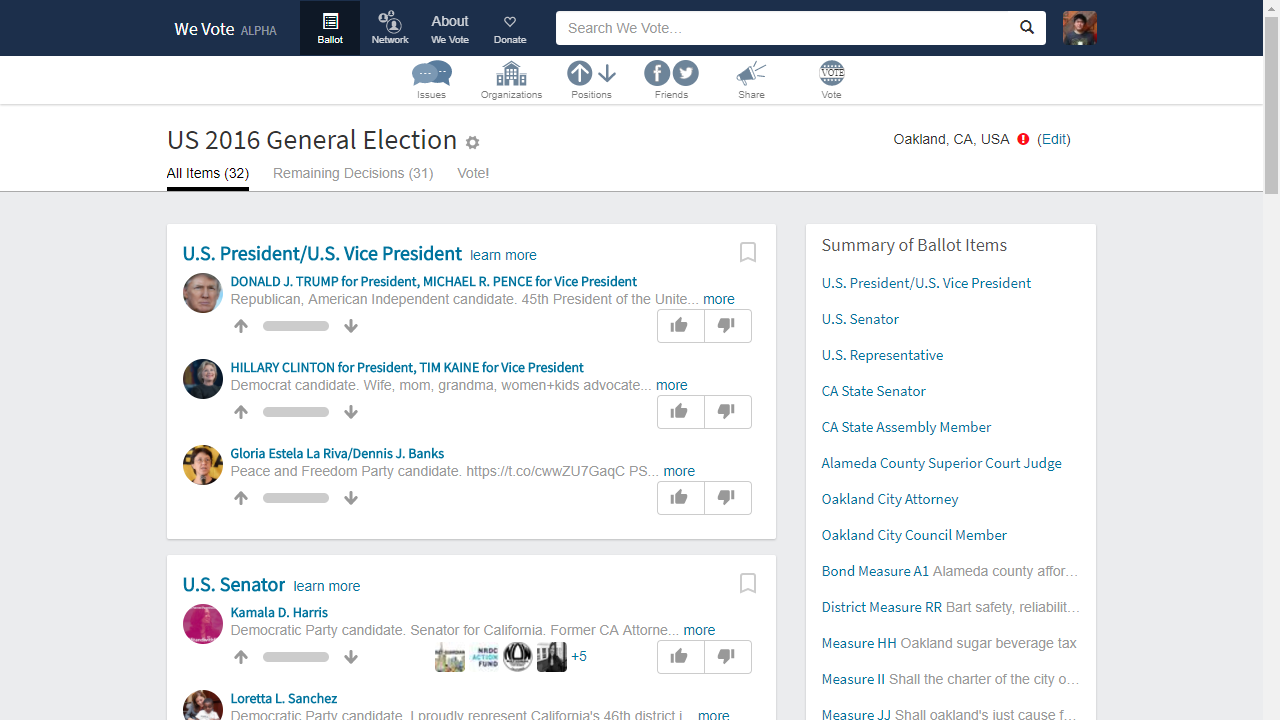 We Vote ALPHA
Ballot
Network
About
We Vote
Donate
Search We Vote…
Issues
Organizations
Positions
Friends
Share
VOTE
Vote
US 2016 General Election
Oakland, CA, USA (Edit)
All Items (32) Remaining Decisions (31) Vote!
U.S. President/U.S. Vice President learn more
DONALD J. TRUMP for President, MICHAEL R. PENCE for Vice President
Republican, American Independent candidate. 45th President of the Unite... more
HILLARY CLINTON for President, TIM KAINE for Vice President
Democrat candidate. Wife, mom, grandma, women+kids advocate... more
Gloria Estela La Riva/Dennis J. Banks
Peace and Freedom Party candidate. https://t.co/cwwZU7GaqC PS... more
U.S. Senator learn more
Kamala D. Harris
Democratic Party candidate. Senator for California. Former CA Attorne... more
NRDC
ACTION
FUND
+5
Loretta L. Sanchez
Democratic Party candidate. I proudly represent California's 46th district i... more
Summary of Ballot Items
U.S. President/U.S. Vice President
U.S. Senator
U.S. Representative
CA State Senator
CA State Assembly Member
Alameda County Superior Court Judge
Oakland City Attorney
Oakland City Council Member
Bond Measure A1 Alameda county affor…
District Measure RR Bart safety, reliabilit…
Measure HH Oakland sugar beverage tax
Measure II Shall the charter of the city o…
Measure JJ Shall oakland's just cause f…